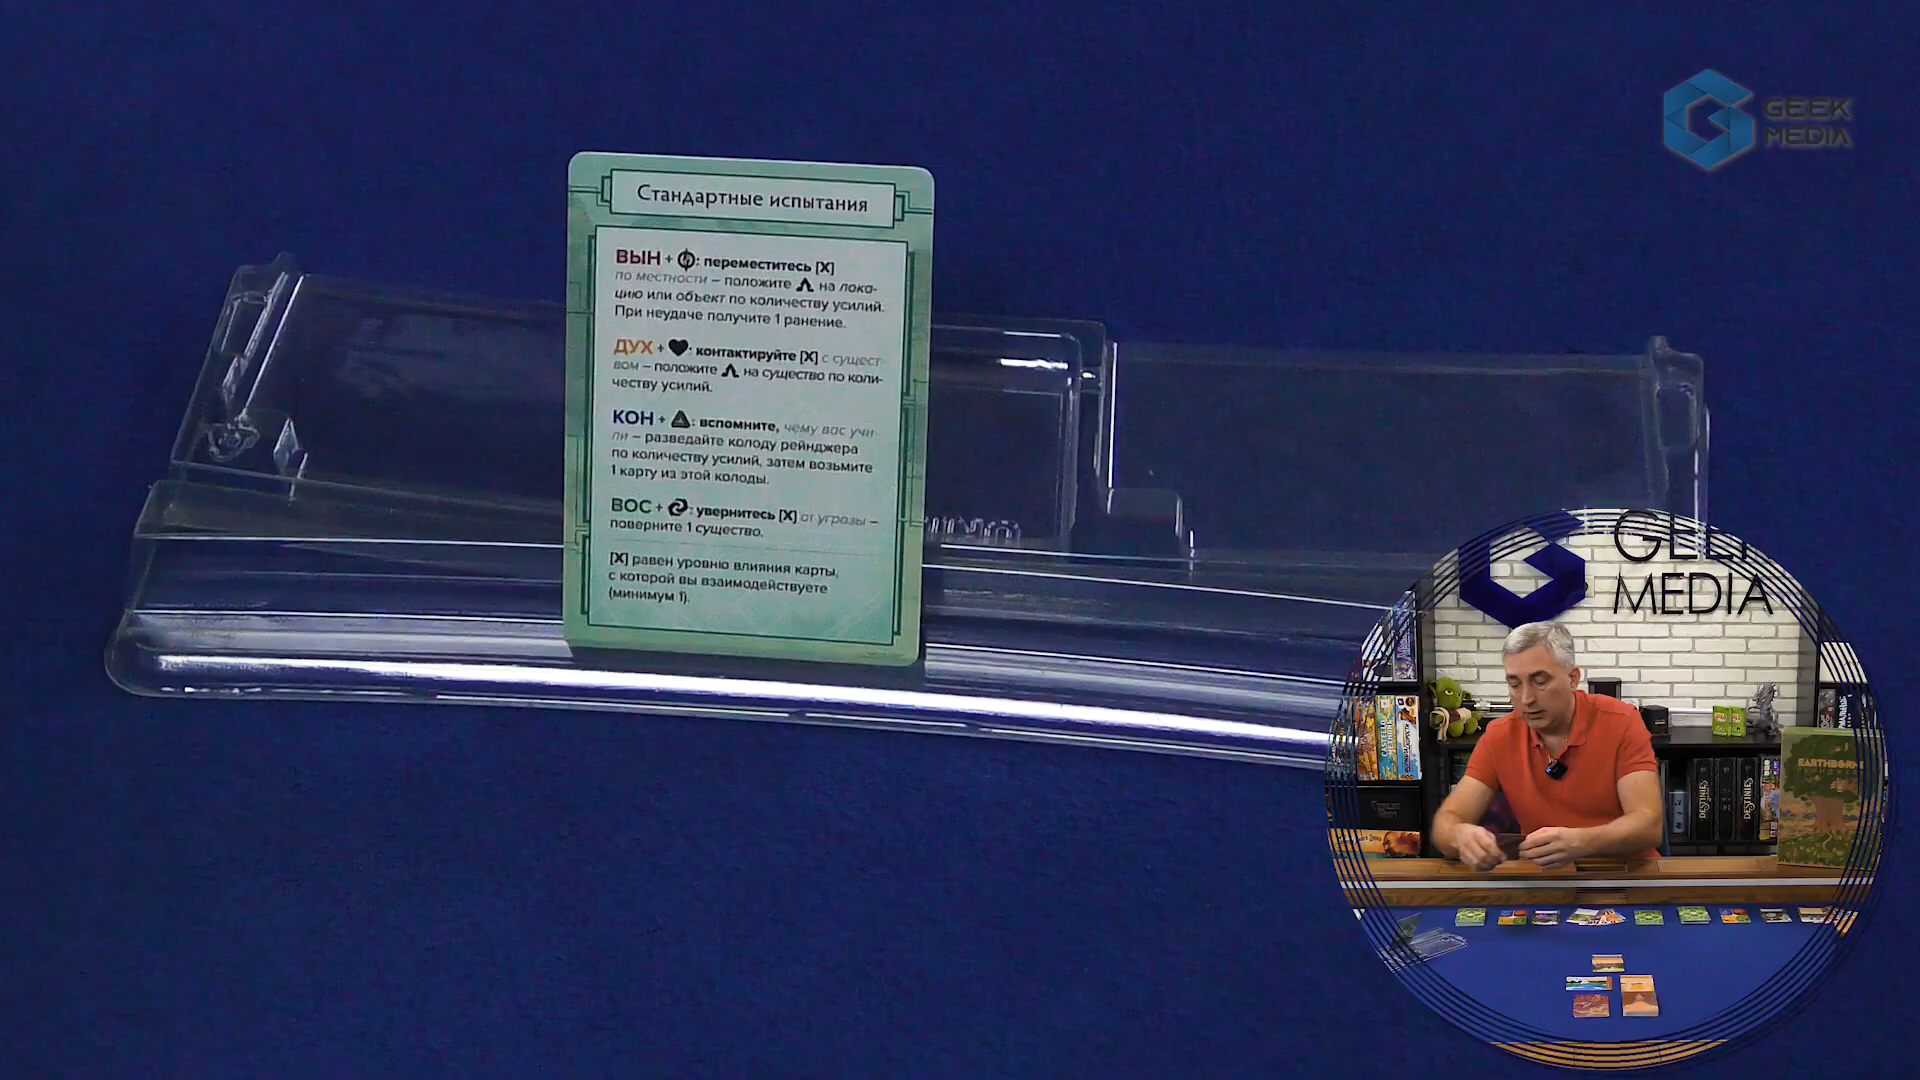 GEEK
MEDIA
Стандартные испытания
ВЫН + : переместитесь [X]
по местности – положите на лока-
цию или объект по количеству усилий.
При неудаче получите 1 ранение.
ДУХ + : контактируйте [X] с сущест-
вом – положите на существо по коли-
честву усилий.
КОН + : вспомните, чему вас учи-
ли – разведайте колоду рейнджера
по количеству усилий, затем возьмите
1 карту из этой колоды.
ВОС + : увернитесь [X] от угрозы –
поверните 1 существо.
[X] равен уровню влияния карты,
с которой вы взаимодействуете
(минимум 1).
MEDIA
EARTHBORNE
DESTINIES
DESTINIES